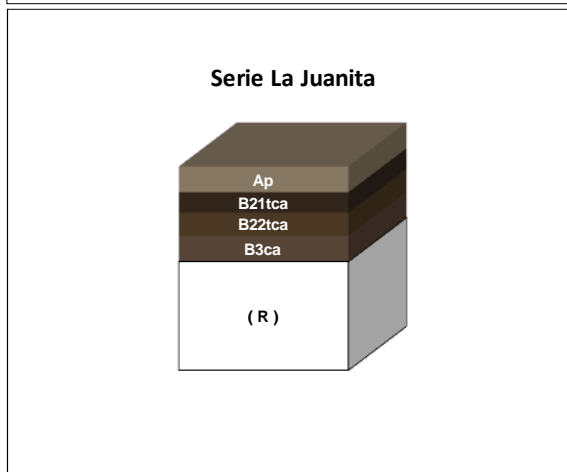 Serie La Juanita
Ap
B21tca
B22tca
B3ca
( R )